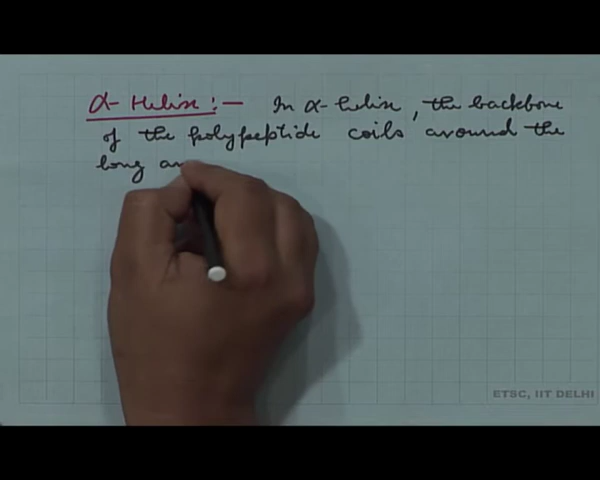 α- Helix :— In α-helix, the backbone
of the polypeptide coils around the
long a
ETSC, IIT DELHI